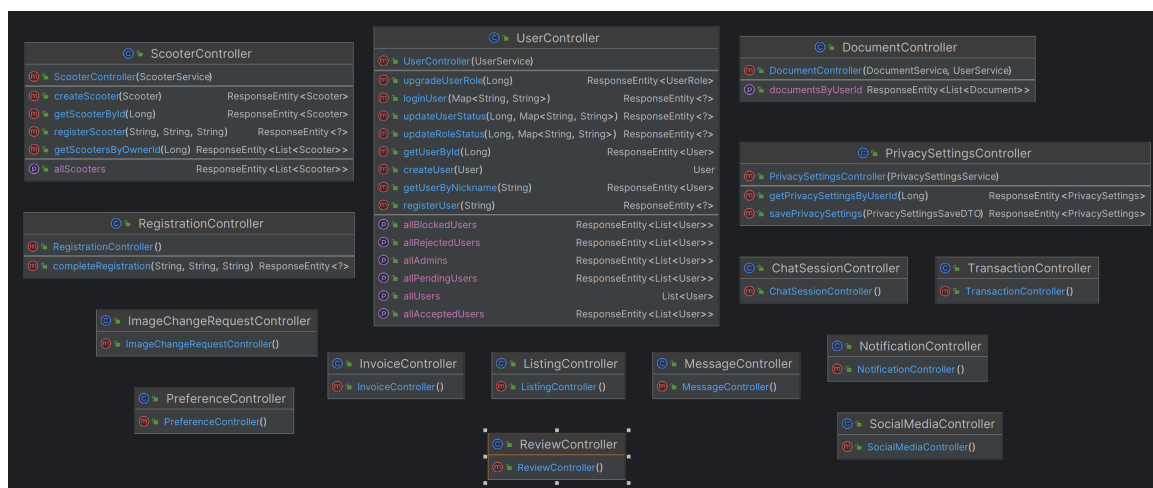 ScooterController
ScooterController(ScooterService)
createScooter(Scooter) ResponseEntity<Scooter>
getScooterById(Long) ResponseEntity<Scooter>
registerScooter(String, String, String) ResponseEntity<?>
getScootersByOwnerId(Long) ResponseEntity<List<Scooter>>
allScooters ResponseEntity<List<Scooter>>
UserController
UserController(UserService)
upgradeUserRole(Long) ResponseEntity<UserRole>
loginUser(Map<String, String>) ResponseEntity<?>
updateUserStatus(Long, Map<String, String>) ResponseEntity<?>
updateRoleStatus(Long, Map<String, String>) ResponseEntity<?>
getUserById(Long) ResponseEntity<User>
createUser(User) User
getUserByNickname(String) ResponseEntity<User>
registerUser(String) ResponseEntity<?>
allBlockedUsers ResponseEntity<List<User>>
allRejectedUsers ResponseEntity<List<User>>
allAdmins ResponseEntity<List<User>>
allPendingUsers ResponseEntity<List<User>>
allUsers List<User>
allAcceptedUsers ResponseEntity<List<User>>
DocumentController
DocumentController(DocumentService, UserService)
documentsByUserId ResponseEntity<List<Document>>
PrivacySettingsController
PrivacySettingsController(PrivacySettingsService)
getPrivacySettingsByUserId(Long) ResponseEntity<PrivacySettings>
savePrivacySettings(PrivacySettingsSaveDTO) ResponseEntity<PrivacySettings>
RegistrationController
RegistrationController()
completeRegistration(String, String, String) ResponseEntity<?>
ChatSessionController
ChatSessionController()
TransactionController
TransactionController()
ImageChangeRequestController
ImageChangeRequestController()
InvoiceController
InvoiceController()
ListingController
ListingController()
MessageController
MessageController()
NotificationController
NotificationController()
PreferenceController
PreferenceController()
SocialMediaController
SocialMediaController()
ReviewController
ReviewController()